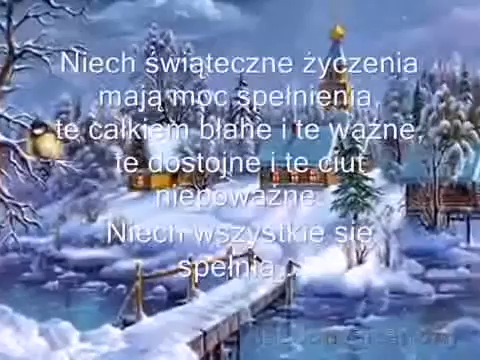 Niech świąteczne życzenia
mają moc spełnienia,
te całkiem błahe i te ważne,
te dostojne i te ciut
niepoważne.
Niech wszystkie się
spełnią...